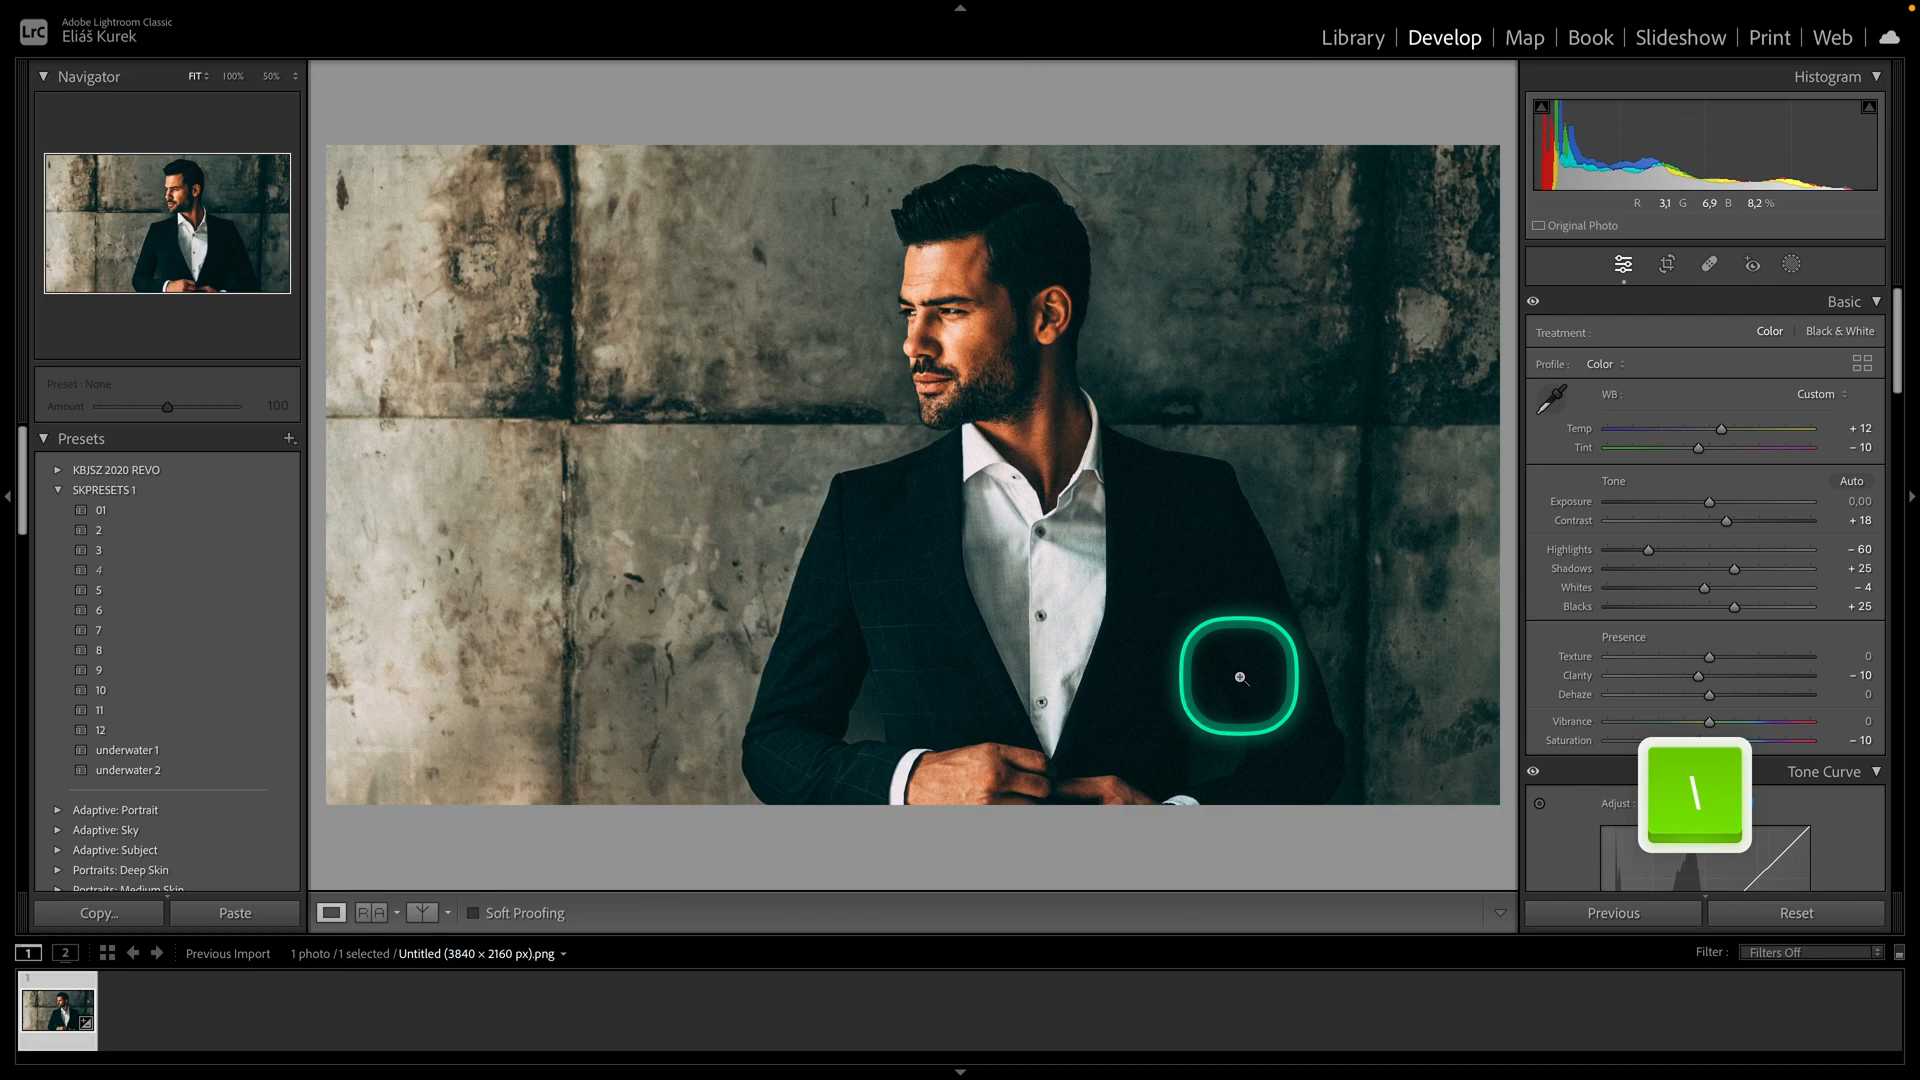 LrC
Adobe Lightroom Classic
Eliáš Kurek
Library | Develop | Map | Book | Slideshow | Print | Web
Navigator
FIT
100%
50%
Preset : None
Amount
100
Presets
KBJSZ 2020 REVO
SKPRESETS 1
01
2
3
4
5
6
7
8
9
10
11
12
underwater 1
underwater 2
Adaptive: Portrait
Adaptive: Sky
Adaptive: Subject
Portraits: Deep Skin
Portraits: Medium Skin
Copy...
Paste
R A
Y
Soft Proofing
Histogram
R 3,1 G 6,9 B 8,2 %
Original Photo
Basic
Treatment :
Color | Black & White
Profile :
Color
WB :
Custom
Temp
+ 12
Tint
− 10
Tone
Auto
Exposure
0,00
Contrast
+ 18
Highlights
− 60
Shadows
+ 25
Whites
− 4
Blacks
+ 25
Presence
Texture
0
Clarity
− 10
Dehaze
0
Vibrance
0
Saturation
− 10
Tone Curve
Adjust :
\
Previous
Reset
1
2
Previous Import
1 photo / 1 selected / Untitled (3840 × 2160 px).png
Filter :
Filters Off
1